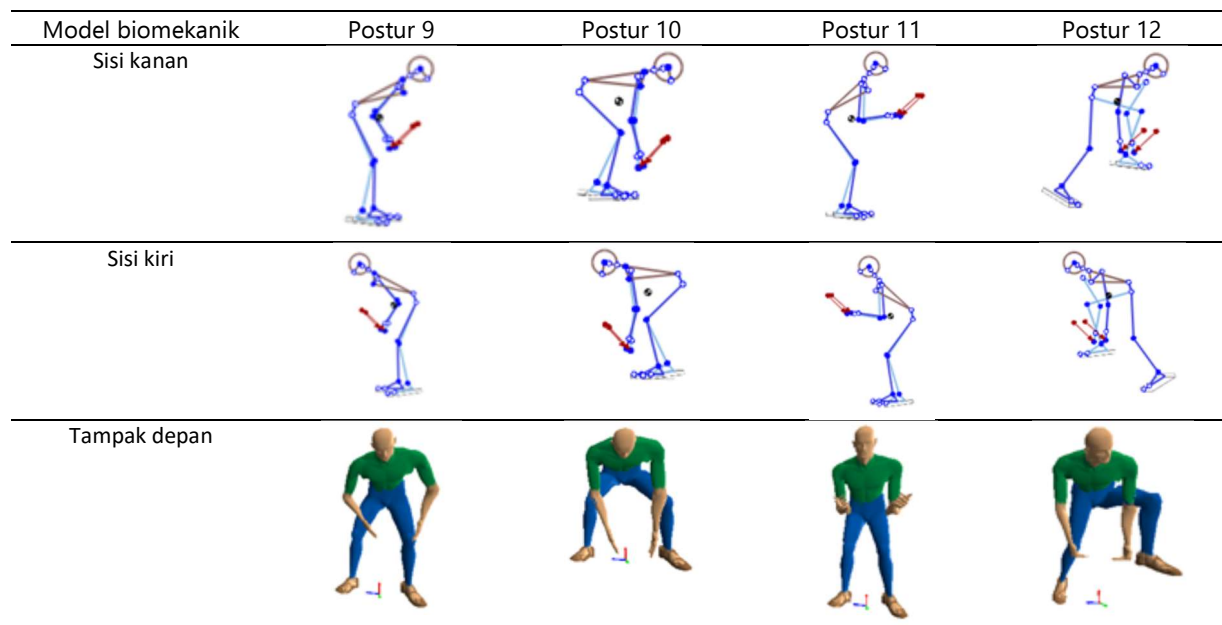 Model biomekanik Postur 9 Postur 10 Postur 11 Postur 12
Sisi kanan
Sisi kiri
Tampak depan